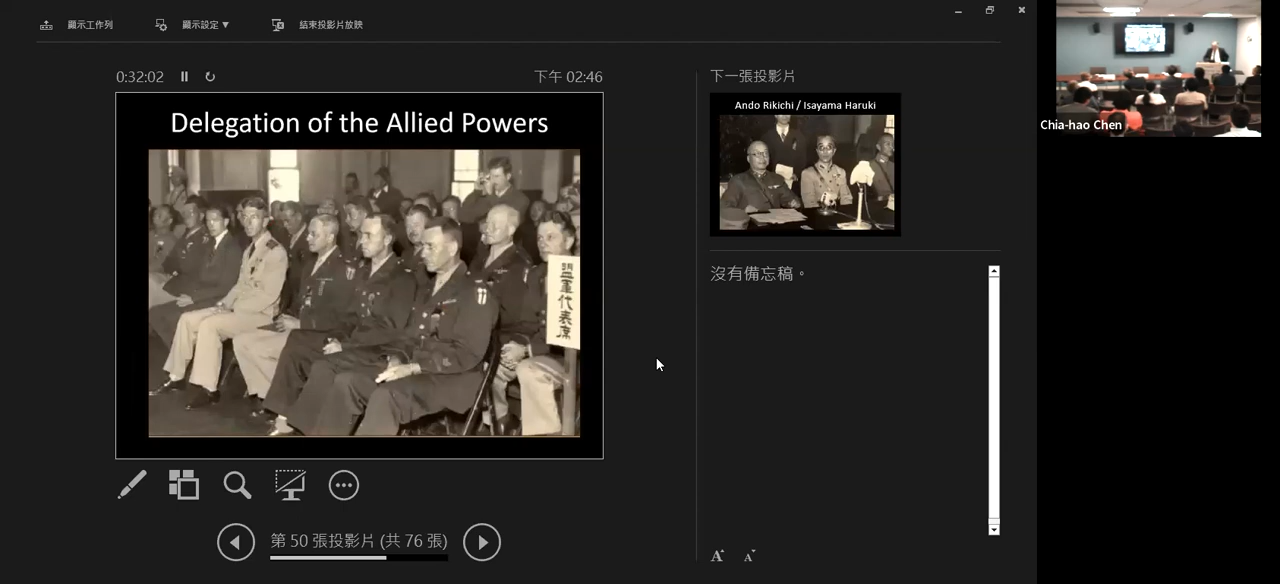 顯示工作列
顯示設定 ▼
結束投影片放映
0:32:02
下午 02:46
Delegation of the Allied Powers
盟軍代表席
第 50 張投影片 (共 76 張)
下一張投影片
Ando Rikichi / Isayama Haruki
沒有備忘稿。
A A
Chia-hao Chen